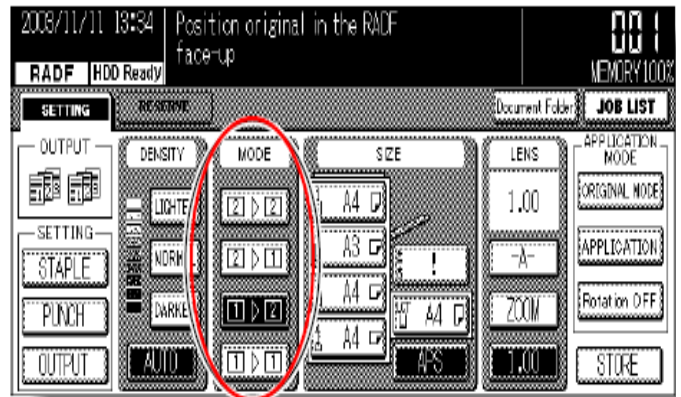 2008/11/11 13:34
Position original in the RADF
face-up
001
RADF
HDD Ready
MEMORY 100%
SETTING
RESERVE
Document Folder
JOB LIST
OUTPUT
SETTING
STAPLE
PUNCH
OUTPUT
DENSITY
LIGHTE
NORM
DARKE
AUTO
MODE
2 ▷ 2
2 ▷ 1
1 ▷ 2
1 ▷ 1
SIZE
A4
A3
A4
A4
!
A4
APS
LENS
1.00
-A-
ZOOM
1.00
APPLICATION
MODE
ORIGINAL MODE
APPLICATION
Rotation OFF
STORE